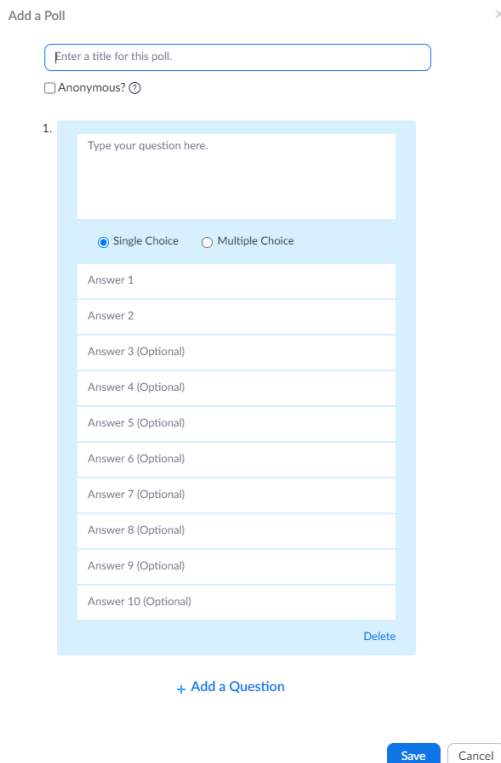 Add a Poll
Enter a title for this poll.
Anonymous?
1.
Type your question here.
Single Choice Multiple Choice
Answer 1
Answer 2
Answer 3 (Optional)
Answer 4 (Optional)
Answer 5 (Optional)
Answer 6 (Optional)
Answer 7 (Optional)
Answer 8 (Optional)
Answer 9 (Optional)
Answer 10 (Optional)
Delete
+ Add a Question
Save Cancel